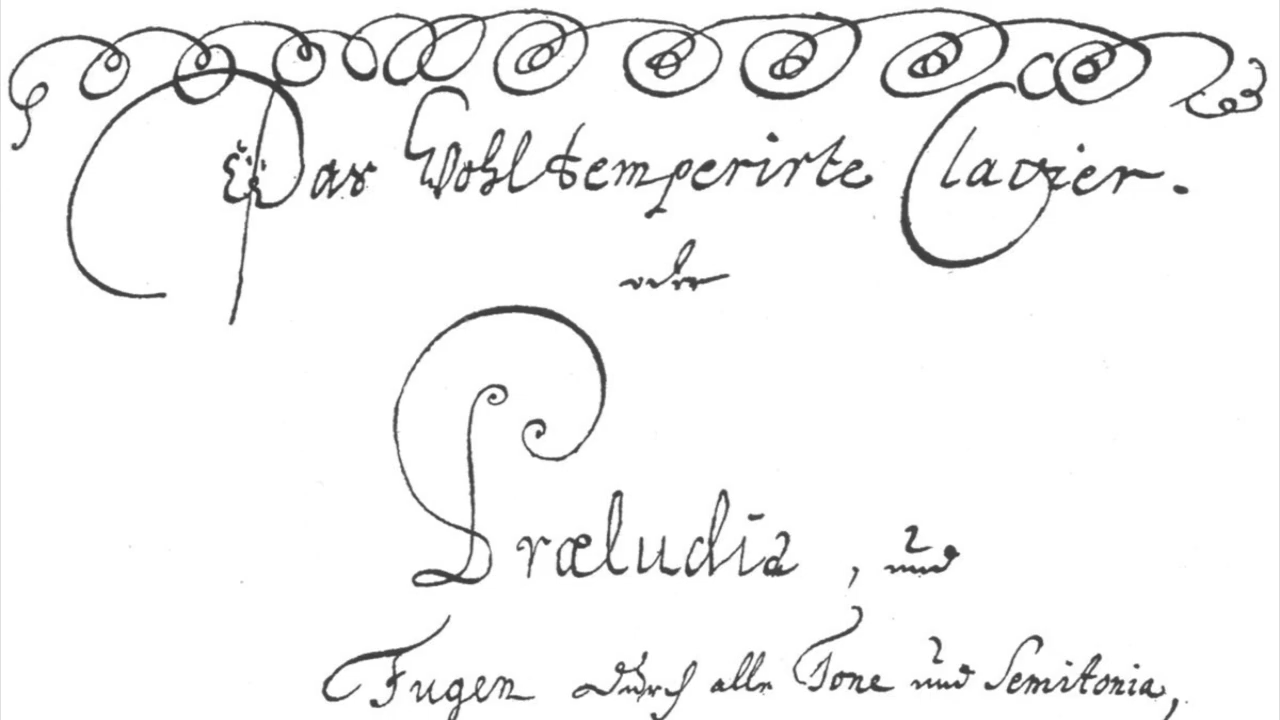 Das Wohltemperirte Clavier.
oder
Præludia, und
Fugen durch alle Tone und Semitonia,